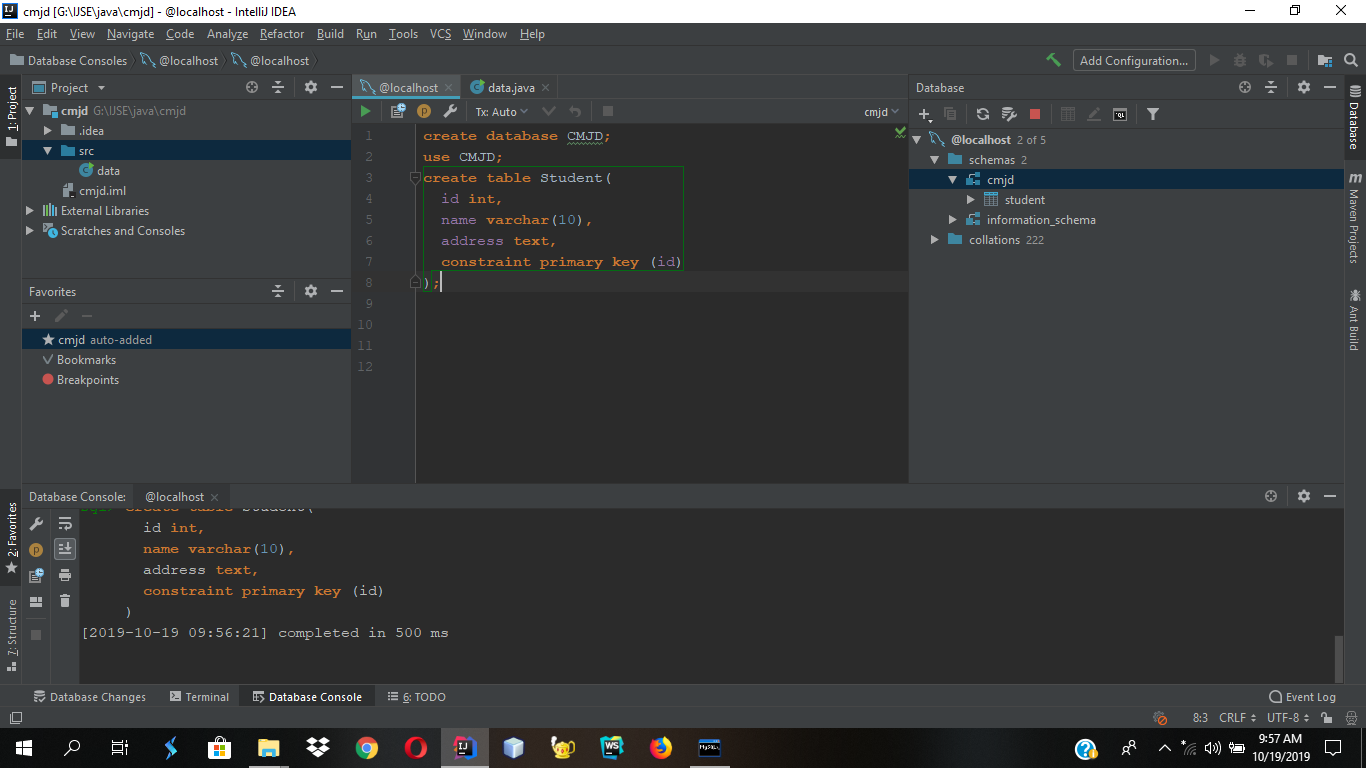 cmjd [G:\IJSE\java\cmjd] - @localhost - IntelliJ IDEA
File Edit View Navigate Code Analyze Refactor Build Run Tools VCS Window Help
Database Consoles @localhost @localhost
Add Configuration...
1: Project
Project
cmjd G:\IJSE\java\cmjd
.idea
src
data
cmjd.iml
External Libraries
Scratches and Consoles
Favorites
cmjd auto-added
Bookmarks
Breakpoints
@localhost data.java
Tx: Auto
cmjd
1 create database CMJD;
2 use CMJD;
3 create table Student(
4 id int,
5 name varchar(10),
6 address text,
7 constraint primary key (id)
8 );
9
10
11
12
Database
@localhost 2 of 5
schemas 2
cmjd
student
information_schema
collations 222
Database
Maven Projects
Ant Build
2: Favorites
7: Structure
Database Console: @localhost
create table Student(
id int,
name varchar(10),
address text,
constraint primary key (id)
)
[2019-10-19 09:56:21] completed in 500 ms
Database Changes Terminal Database Console 6: TODO
Event Log
8:3 CRLF UTF-8
9:57 AM
10/19/2019